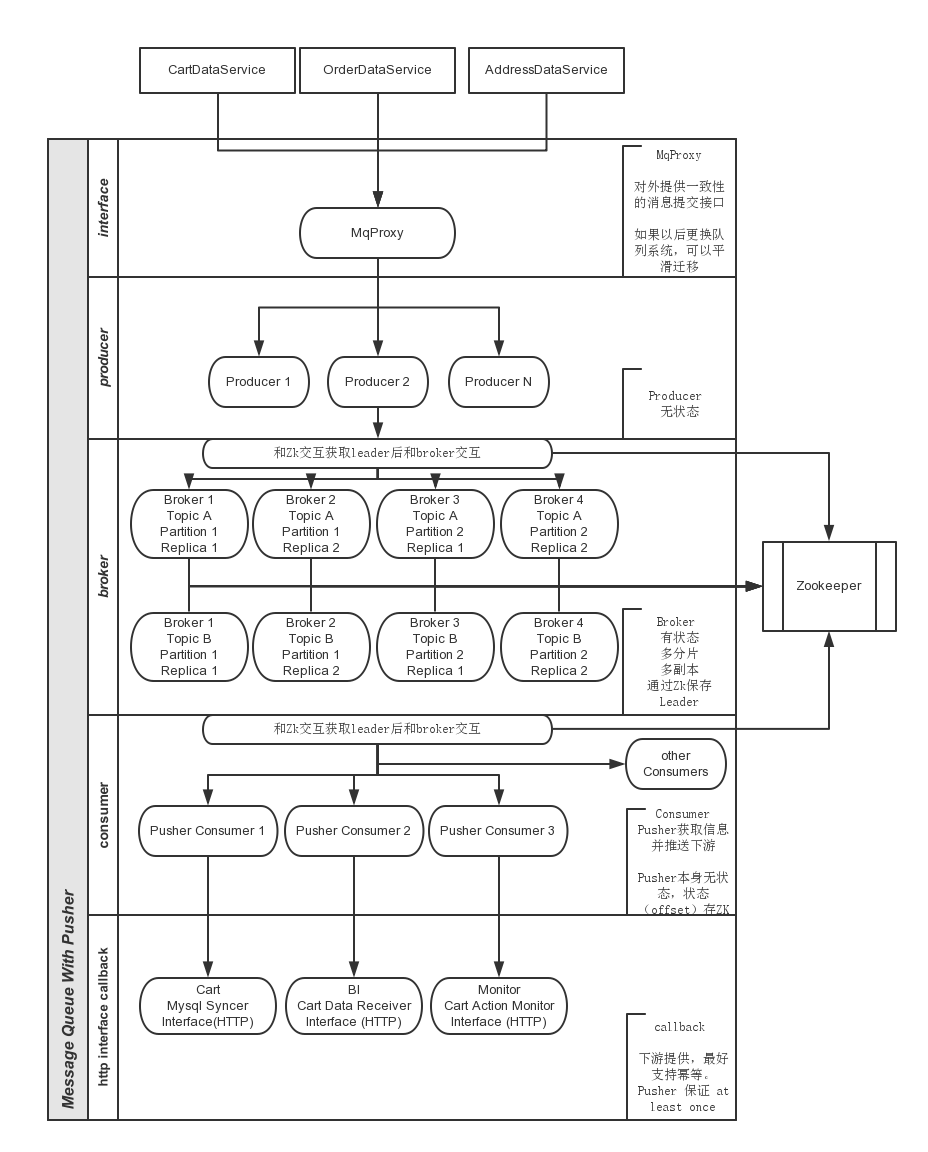 CartDataService
OrderDataService
AddressDataService
Message Queue With Pusher
interface
MqProxy
MqProxy
对外提供一致性
的消息提交接口
如果以后更换队
列系统，可以平
滑迁移
producer
Producer 1
Producer 2
Producer N
Producer
无状态
broker
和Zk交互获取leader后和broker交互
Broker 1
Topic A
Partition 1
Replica 1
Broker 2
Topic A
Partition 1
Replica 2
Broker 3
Topic A
Partition 2
Replica 1
Broker 4
Topic A
Partition 2
Replica 2
Zookeeper
Broker 1
Topic B
Partition 1
Replica 1
Broker 2
Topic B
Partition 1
Replica 2
Broker 3
Topic B
Partition 2
Replica 1
Broker 4
Topic B
Partition 2
Replica 2
Broker
有状态
多分片
多副本
通过Zk保存
Leader
consumer
和Zk交互获取leader后和broker交互
other
Consumers
Pusher Consumer 1
Pusher Consumer 2
Pusher Consumer 3
Consumer
Pusher获取信息
并推送下游
Pusher本身无状
态，状态
（offset）存ZK
http interface callback
Cart
Mysql Syncer
Interface(HTTP)
BI
Cart Data Receiver
Interface (HTTP)
Monitor
Cart Action Monitor
Interface (HTTP)
callback
下游提供，最好
支持幂等。
Pusher 保证 at
least once